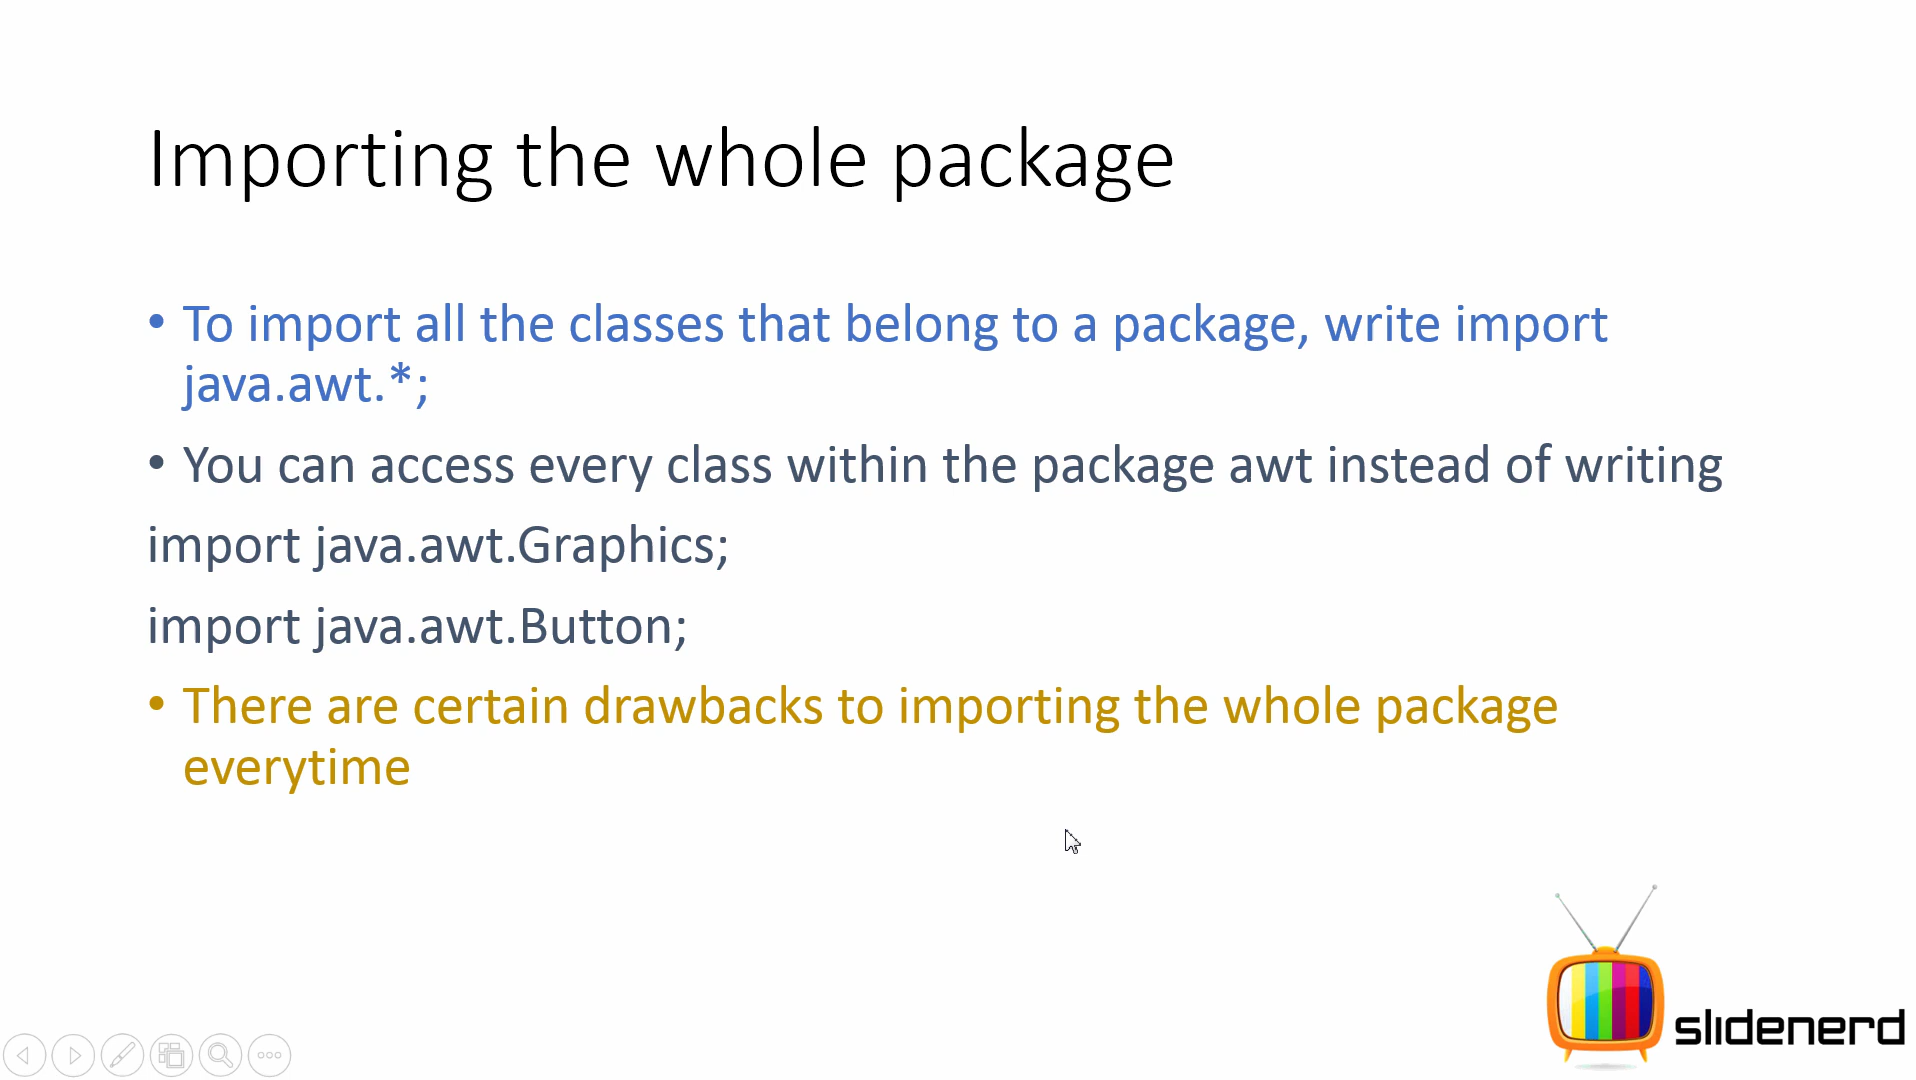 Importing the whole package
• To import all the classes that belong to a package, write import
java.awt.*;
• You can access every class within the package awt instead of writing
import java.awt.Graphics;
import java.awt.Button;
• There are certain drawbacks to importing the whole package
everytime
slidenerd